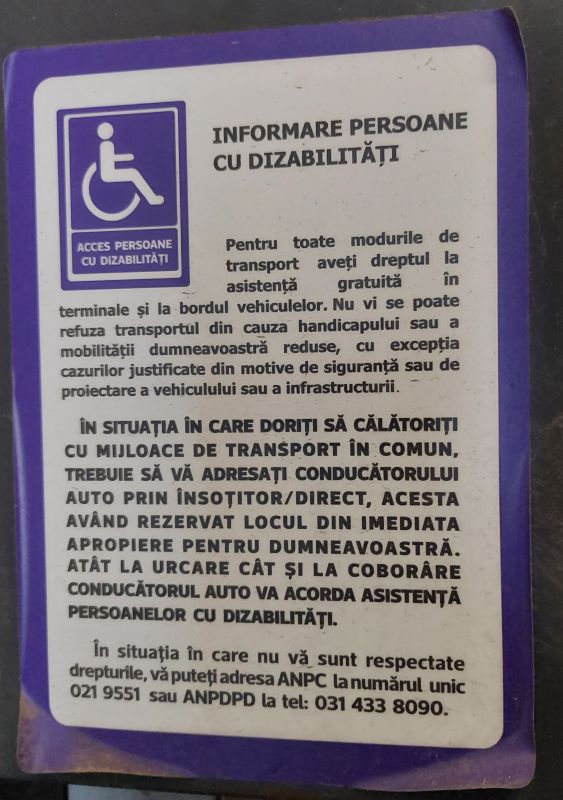 INFORMARE PERSOANE
CU DIZABILITĂȚI
ACCES PERSOANE
CU DIZABILITĂȚI
Pentru toate modurile de
transport aveți dreptul la
asistență gratuită în
terminale și la bordul vehiculelor. Nu vi se poate
refuza transportul din cauza handicapului sau a
mobilității dumneavoastră reduse, cu excepția
cazurilor justificate din motive de siguranță sau de
proiectare a vehiculului sau a infrastructurii.
ÎN SITUAȚIA ÎN CARE DORIȚI SĂ CĂLĂTORIȚI
CU MIJLOACE DE TRANSPORT ÎN COMUN,
TREBUIE SĂ VĂ ADRESAȚI CONDUCĂTORULUI
AUTO PRIN ÎNSOȚITOR/DIRECT, ACESTA
AVÂND REZERVAT LOCUL DIN IMEDIATA
APROPIERE PENTRU DUMNEAVOASTRĂ.
ATÂT LA URCARE CÂT ȘI LA COBORÂRE
CONDUCĂTORUL AUTO VA ACORDA ASISTENȚĂ
PERSOANELOR CU DIZABILITĂȚI.
În situația în care nu vă sunt respectate
drepturile, vă puteți adresa ANPC la numărul unic
021 9551 sau ANPDPD la tel: 031 433 8090.